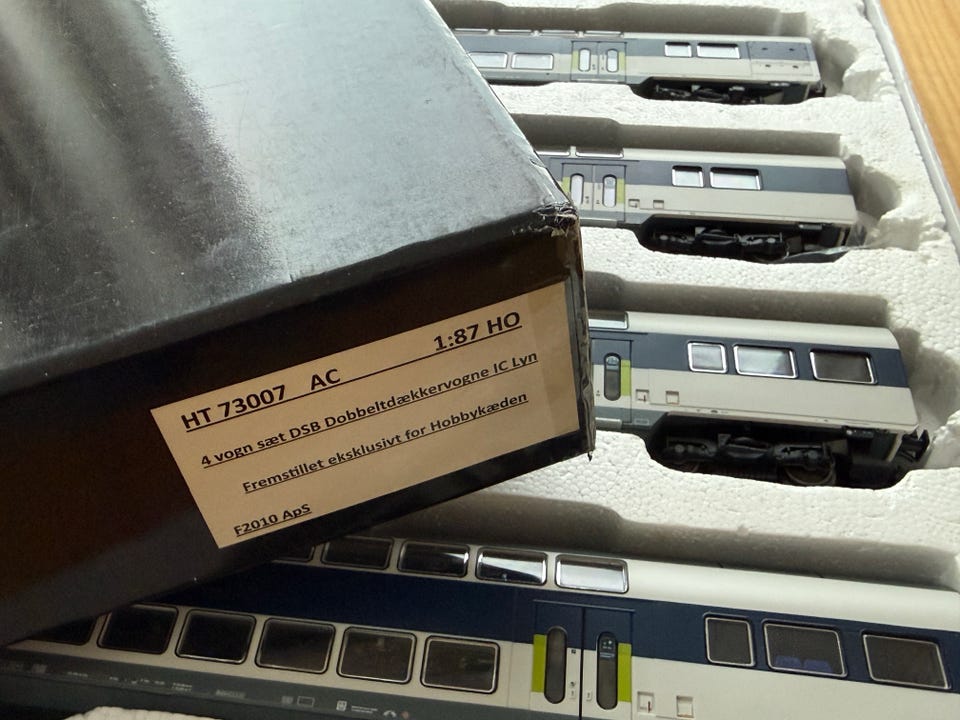 HT 73007 AC 1:87 HO
4 vogn sæt DSB Dobbeltdækkervogne IC Lyn
Fremstillet eksklusivt for Hobbykæden
F2010 ApS